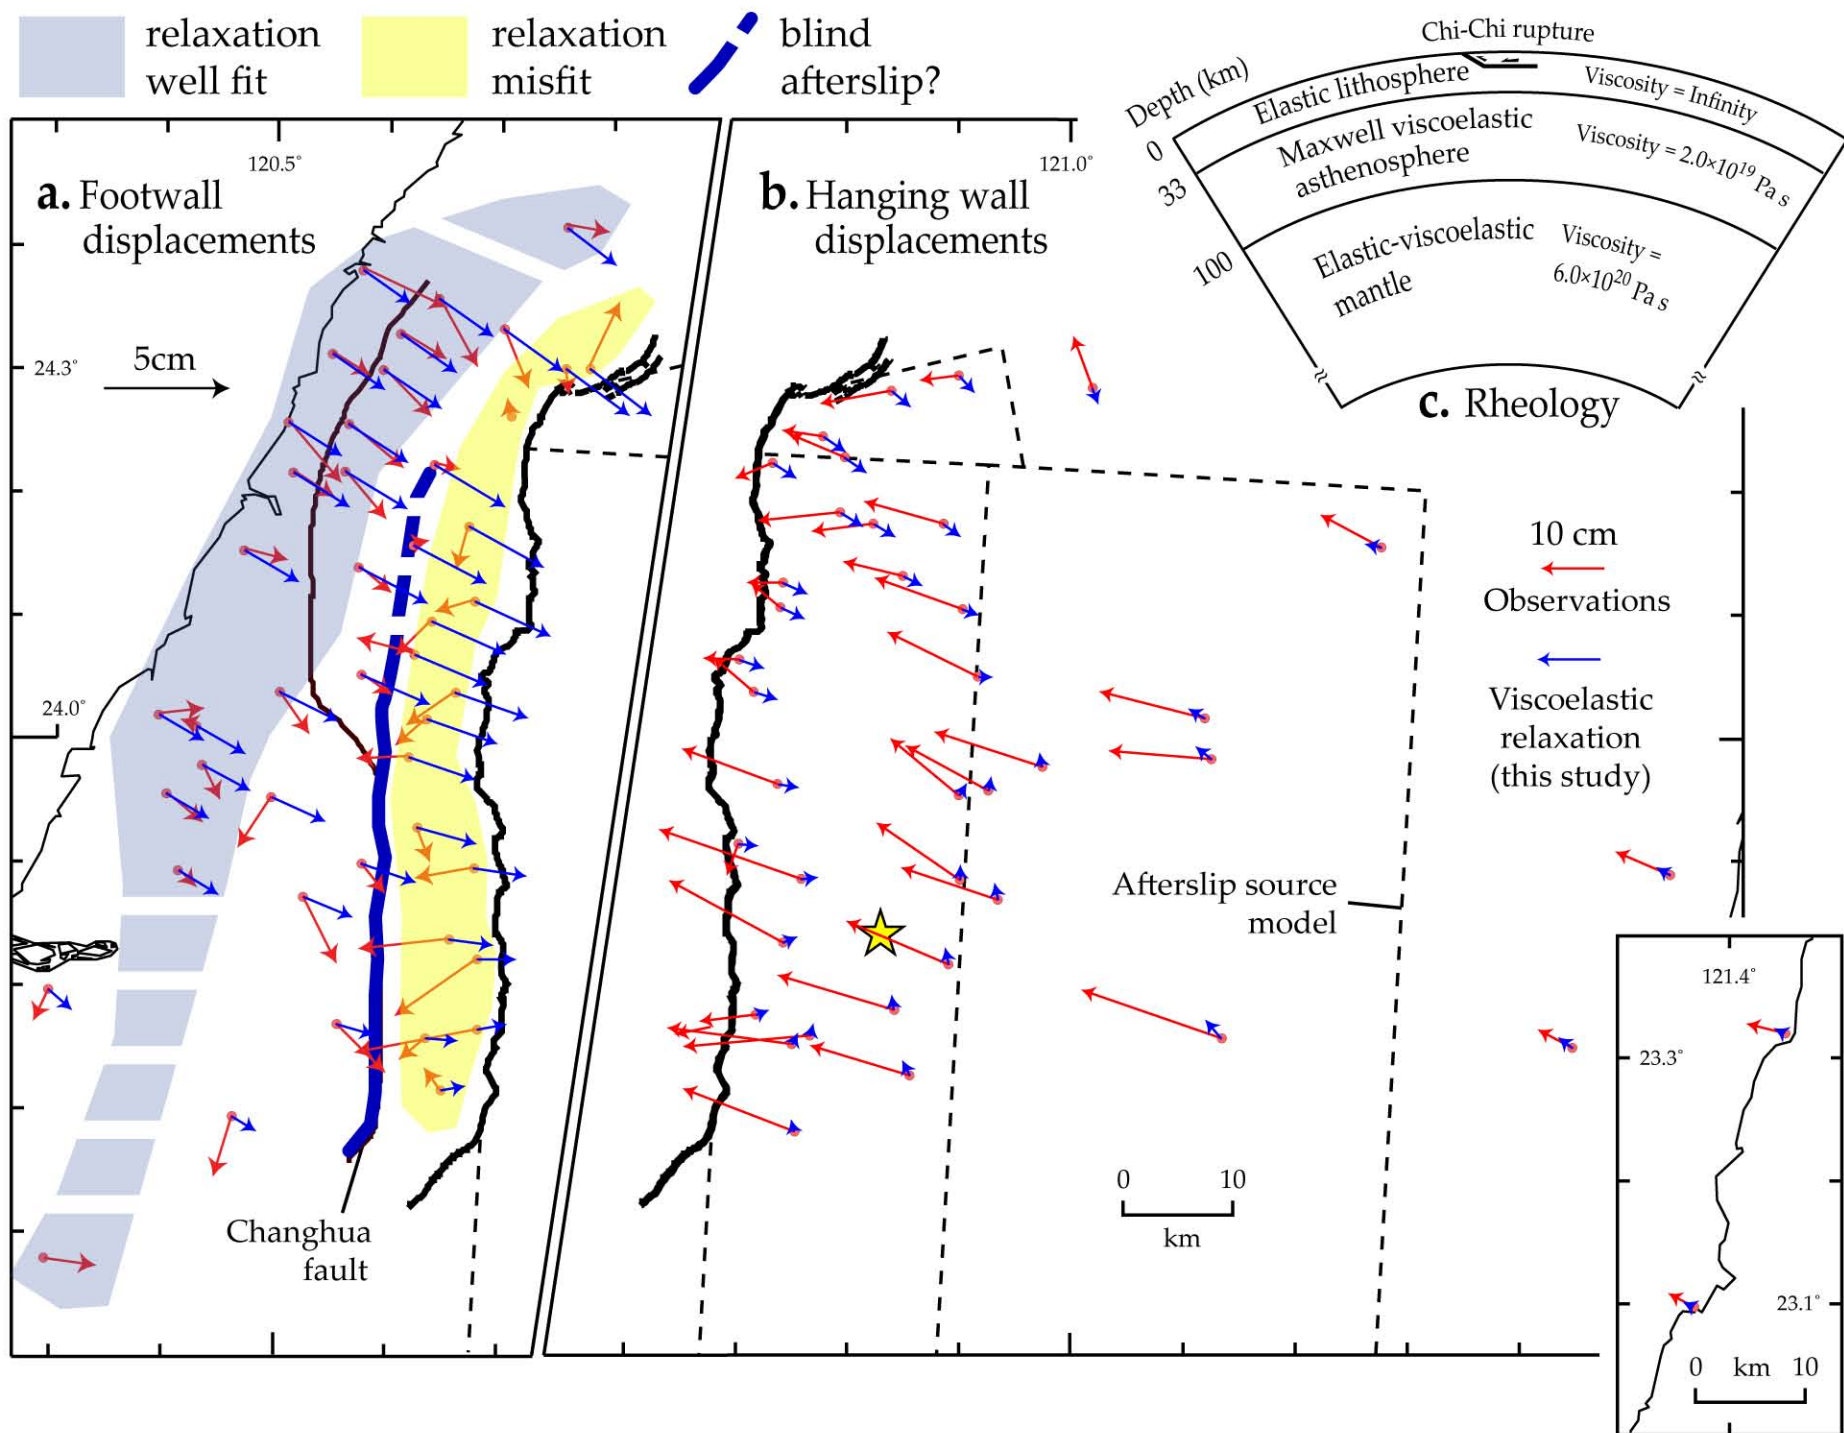 relaxation
well fit
relaxation
misfit
blind
afterslip?
a. Footwall
displacements
120.5°
24.3°
5cm
24.0°
Changhua
fault
b. Hanging wall
displacements
121.0°
Afterslip source
model
0 10
km
Chi-Chi rupture
Depth (km)
0
33
100
Elastic lithosphere
Viscosity = Infinity
Maxwell viscoelastic
asthenosphere
Viscosity = 2.0×10¹⁹ Pa s
Elastic-viscoelastic
mantle
Viscosity =
6.0×10²⁰ Pa s
c. Rheology
10 cm
Observations
Viscoelastic
relaxation
(this study)
121.4°
23.3°
23.1°
0 km 10